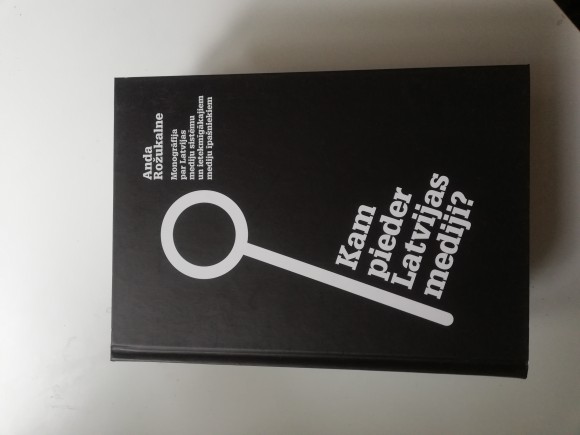 Anda
Rožukalne
Monogrāfija
par Latvijas
mediju sistēmu
un ietekmīgākajiem
mediju īpašniekiem
Kam
pieder
Latvijas
mediji?